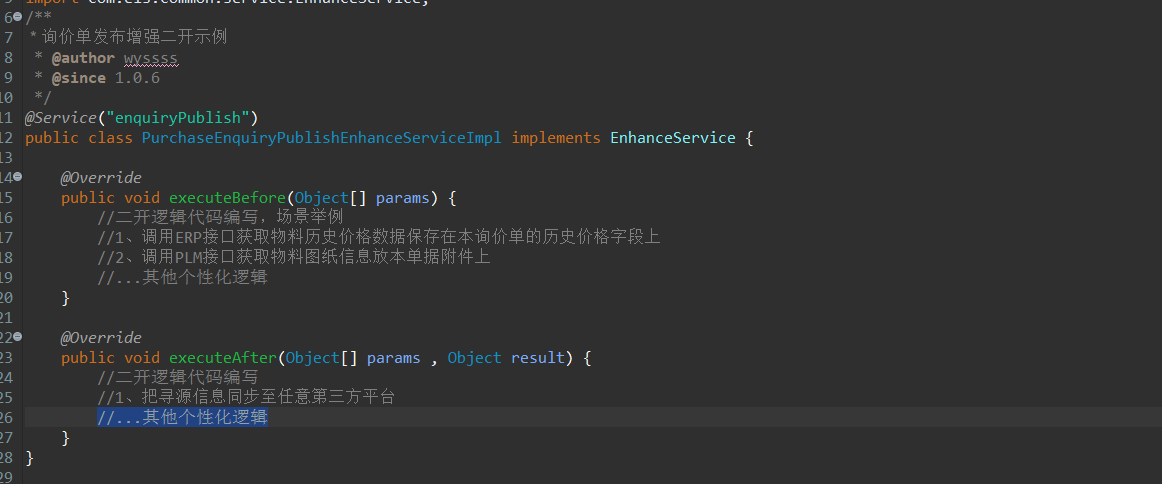 import com.els.common.service.EnhanceService;
6 /**
7 * 询价单发布增强二开示例
8 * @author wyssss
9 * @since 1.0.6
10 */
11 @Service("enquiryPublish")
12 public class PurchaseEnquiryPublishEnhanceServiceImpl implements EnhanceService {
13
14 @Override
15 public void executeBefore(Object[] params) {
16 //二开逻辑代码编写，场景举例
17 //1、调用ERP接口获取物料历史价格数据保存在本询价单的历史价格字段上
18 //2、调用PLM接口获取物料图纸信息放本单据附件上
19 //...其他个性化逻辑
20 }
21
22 @Override
23 public void executeAfter(Object[] params , Object result) {
24 //二开逻辑代码编写
25 //1、把寻源信息同步至任意第三方平台
26 //...其他个性化逻辑
27 }
28 }
29